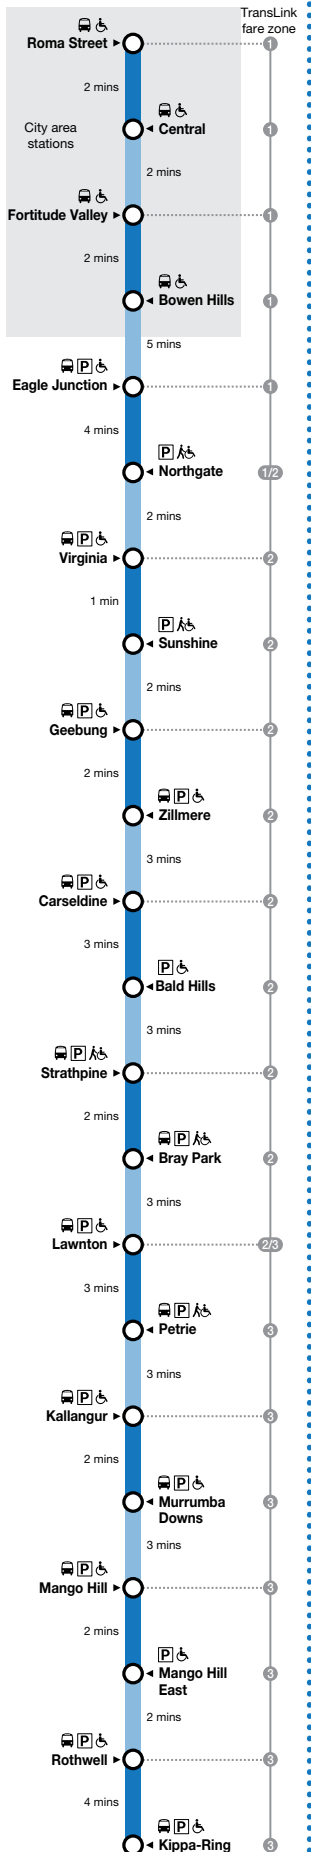 TransLink
fare zone
Roma Street
1
2 mins
City area
stations
Central
1
2 mins
Fortitude Valley
1
2 mins
Bowen Hills
1
5 mins
P
Eagle Junction
1
4 mins
P
Northgate
1/2
2 mins
P
Virginia
2
1 min
P
Sunshine
2
2 mins
P
Geebung
2
2 mins
P
Zillmere
2
3 mins
P
Carseldine
2
3 mins
P
Bald Hills
2
3 mins
P
Strathpine
2
2 mins
P
Bray Park
2
3 mins
P
Lawnton
2/3
3 mins
P
Petrie
3
3 mins
P
Kallangur
3
2 mins
P
Murrumba
Downs
3
3 mins
P
Mango Hill
3
2 mins
P
Mango Hill
East
3
2 mins
P
Rothwell
3
4 mins
P
Kippa-Ring
3